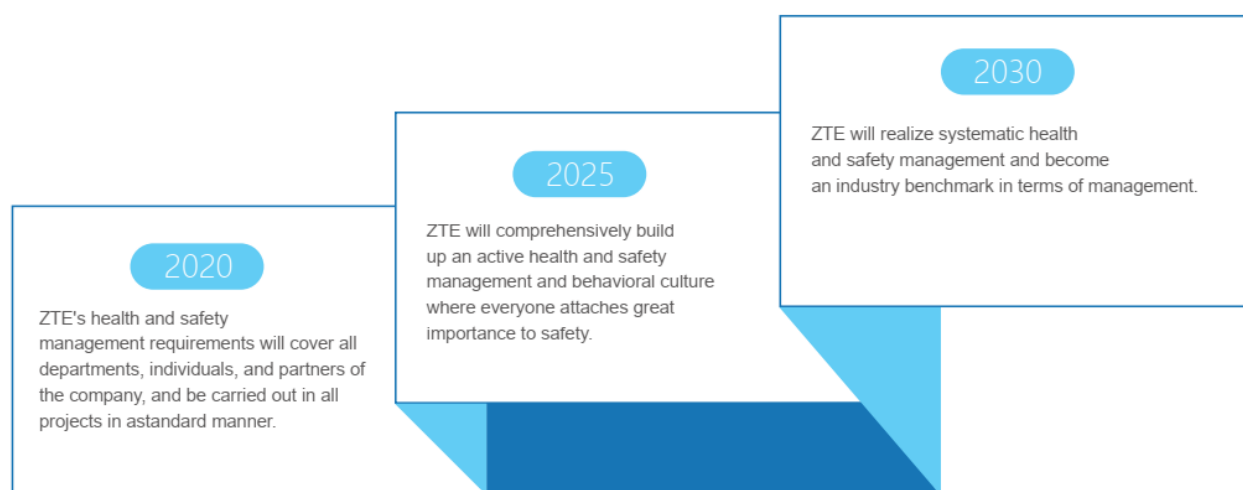 2020
ZTE's health and safety
management requirements will cover all
departments, individuals, and partners of
the company, and be carried out in all
projects in astandard manner.
2025
ZTE will comprehensively build
up an active health and safety
management and behavioral culture
where everyone attaches great
importance to safety.
2030
ZTE will realize systematic health
and safety management and become
an industry benchmark in terms of management.